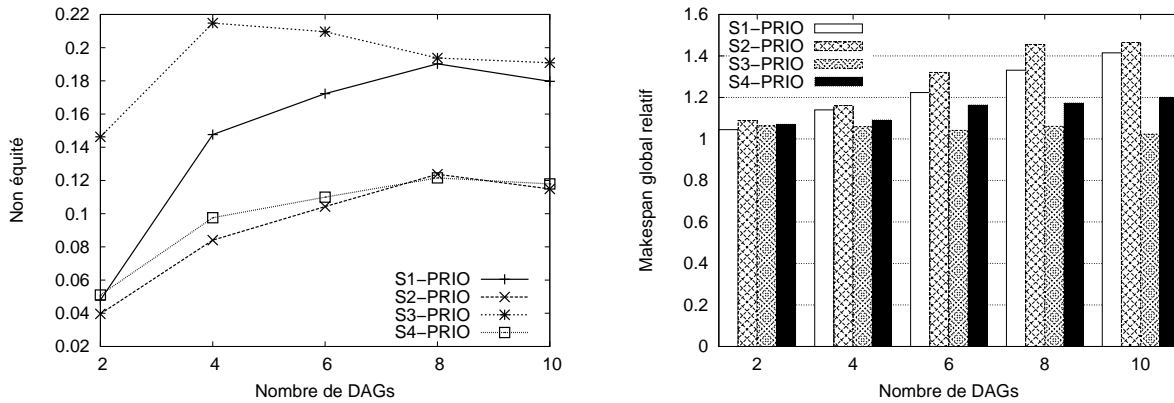 Non équité
0.22
0.2
0.18
0.16
0.14
0.12
0.1
0.08
0.06
0.04
0.02
2 4 6 8 10
Nombre de DAGs
S1−PRIO
S2−PRIO
S3−PRIO
S4−PRIO
Makespan global relatif
1.6
1.4
1.2
1
0.8
0.6
0.4
0.2
0
2 4 6 8 10
Nombre de DAGs
S1−PRIO
S2−PRIO
S3−PRIO
S4−PRIO